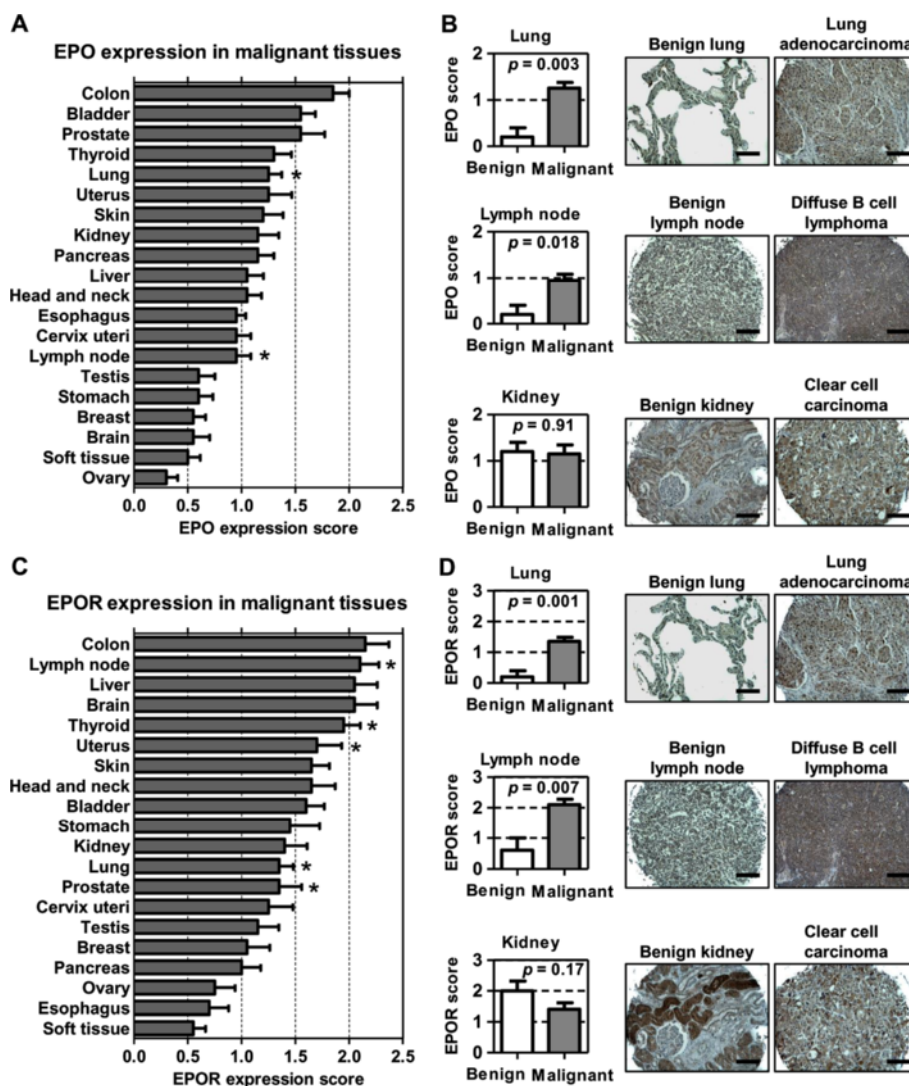 A
EPO expression in malignant tissues
Colon
Bladder
Prostate
Thyroid
Lung
*
Uterus
Skin
Kidney
Pancreas
Liver
Head and neck
Esophagus
Cervix uteri
Lymph node
*
Testis
Stomach
Breast
Brain
Soft tissue
Ovary
0.0 0.5 1.0 1.5 2.0 2.5
EPO expression score
B
Lung
p = 0.003
EPO score
2
1
0
Benign Malignant
Benign lung
Lung
adenocarcinoma
Lymph node
p = 0.018
EPO score
2
1
0
Benign Malignant
Benign
lymph node
Diffuse B cell
lymphoma
Kidney
p = 0.91
EPO score
2
1
0
Benign Malignant
Benign kidney
Clear cell
carcinoma
C
EPOR expression in malignant tissues
Colon
Lymph node
*
Liver
Brain
Thyroid
*
Uterus
*
Skin
Head and neck
Bladder
Stomach
Kidney
Lung
*
Prostate
*
Cervix uteri
Testis
Breast
Pancreas
Ovary
Esophagus
Soft tissue
0.0 0.5 1.0 1.5 2.0 2.5
EPOR expression score
D
Lung
p = 0.001
EPOR score
3
2
1
0
Benign Malignant
Benign lung
Lung
adenocarcinoma
Lymph node
p = 0.007
EPOR score
3
2
1
0
Benign Malignant
Benign
lymph node
Diffuse B cell
lymphoma
Kidney
p = 0.17
EPOR score
3
2
1
0
Benign Malignant
Benign kidney
Clear cell
carcinoma